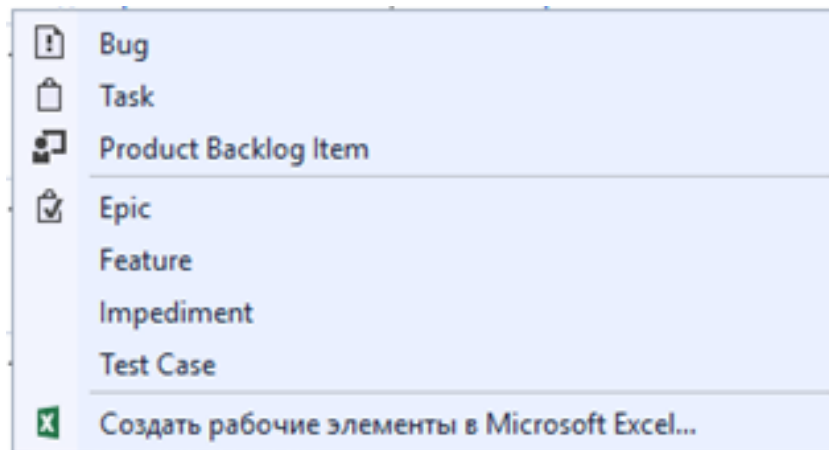 Bug
Task
Product Backlog Item
Epic
Feature
Impediment
Test Case
Создать рабочие элементы в Microsoft Excel...